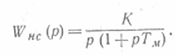 W_нс (p) = K / p (1 + pT_м).